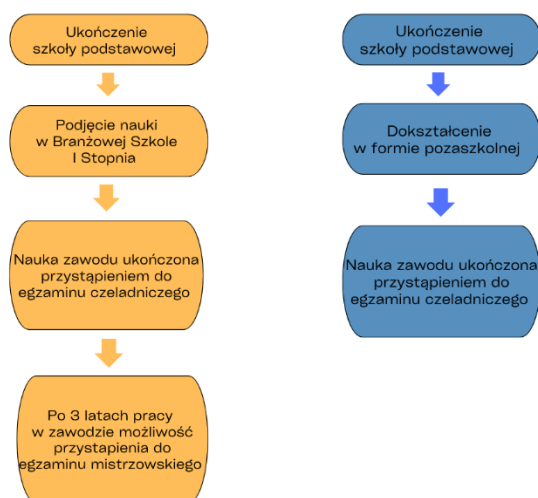 Ukończenie
szkoły podstawowej
Podjęcie nauki
w Branżowej Szkole
I Stopnia
Nauka zawodu ukończona
przystąpieniem do
egzaminu czeladniczego
Po 3 latach pracy
w zawodzie możliwość
przystapienia do
egzaminu mistrzowskiego
Ukończenie
szkoły podstawowej
Dokształcenie
w formie pozaszkolnej
Nauka zawodu ukończona
przystąpieniem do
egzaminu czeladniczego